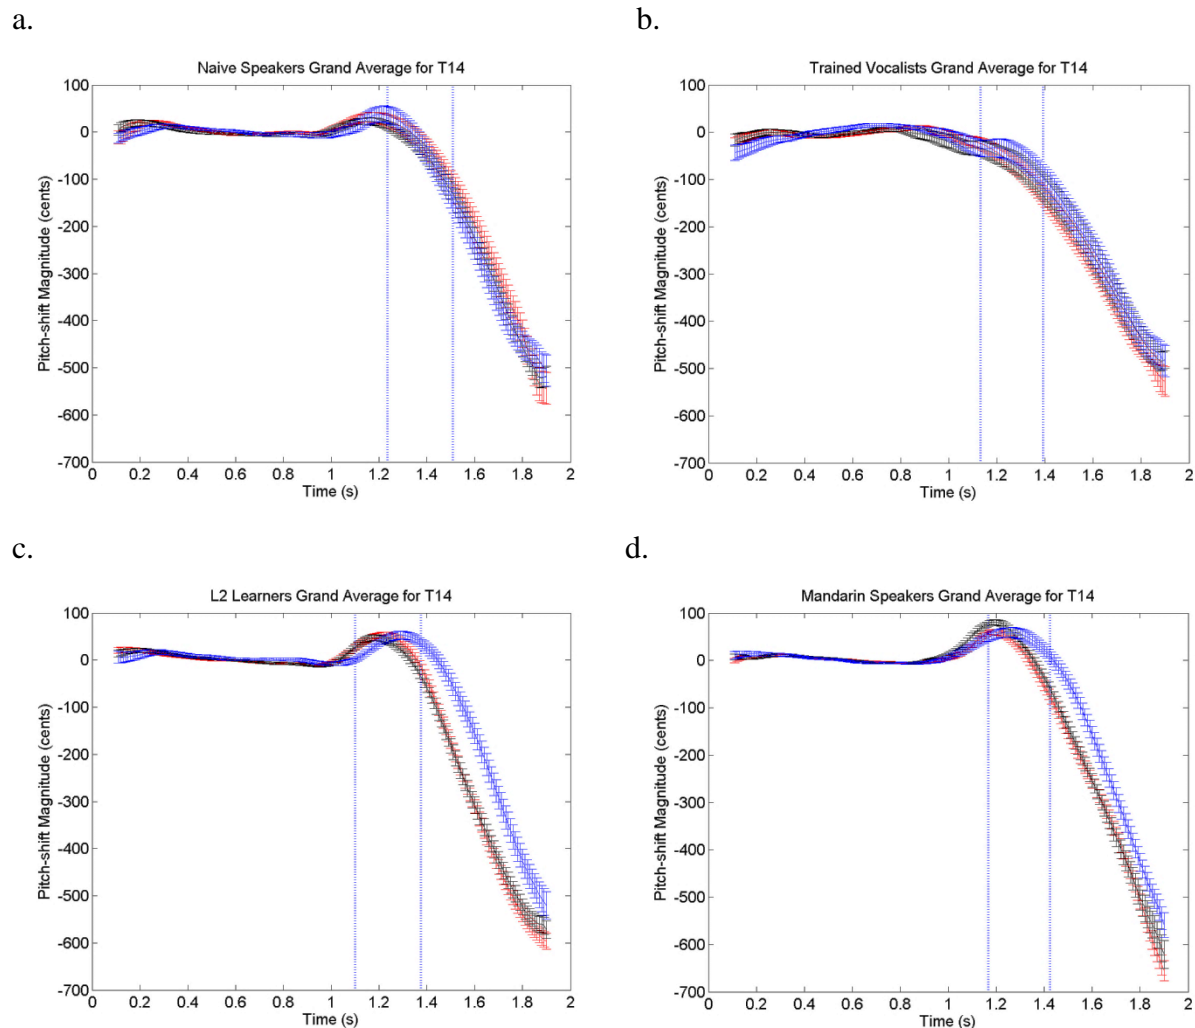 a.
Naive Speakers Grand Average for T14
Pitch-shift Magnitude (cents)
100
0
-100
-200
-300
-400
-500
-600
-700
0 0.2 0.4 0.6 0.8 1 1.2 1.4 1.6 1.8 2
Time (s)
b.
Trained Vocalists Grand Average for T14
Pitch-shift Magnitude (cents)
100
0
-100
-200
-300
-400
-500
-600
-700
0 0.2 0.4 0.6 0.8 1 1.2 1.4 1.6 1.8 2
Time (s)
c.
L2 Learners Grand Average for T14
Pitch-shift Magnitude (cents)
100
0
-100
-200
-300
-400
-500
-600
-700
0 0.2 0.4 0.6 0.8 1 1.2 1.4 1.6 1.8 2
Time (s)
d.
Mandarin Speakers Grand Average for T14
Pitch-shift Magnitude (cents)
100
0
-100
-200
-300
-400
-500
-600
-700
0 0.2 0.4 0.6 0.8 1 1.2 1.4 1.6 1.8 2
Time (s)